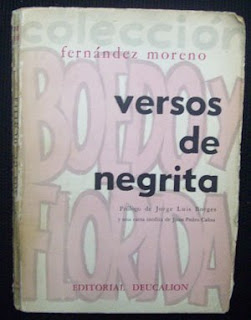 colección
fernández moreno
BOEDO Y
FLORIDA
versos
de
negrita
Prólogo de Jorge Luis Borges
y una carta inédita de Juan Pedro Calou
EDITORIAL DEUCALION